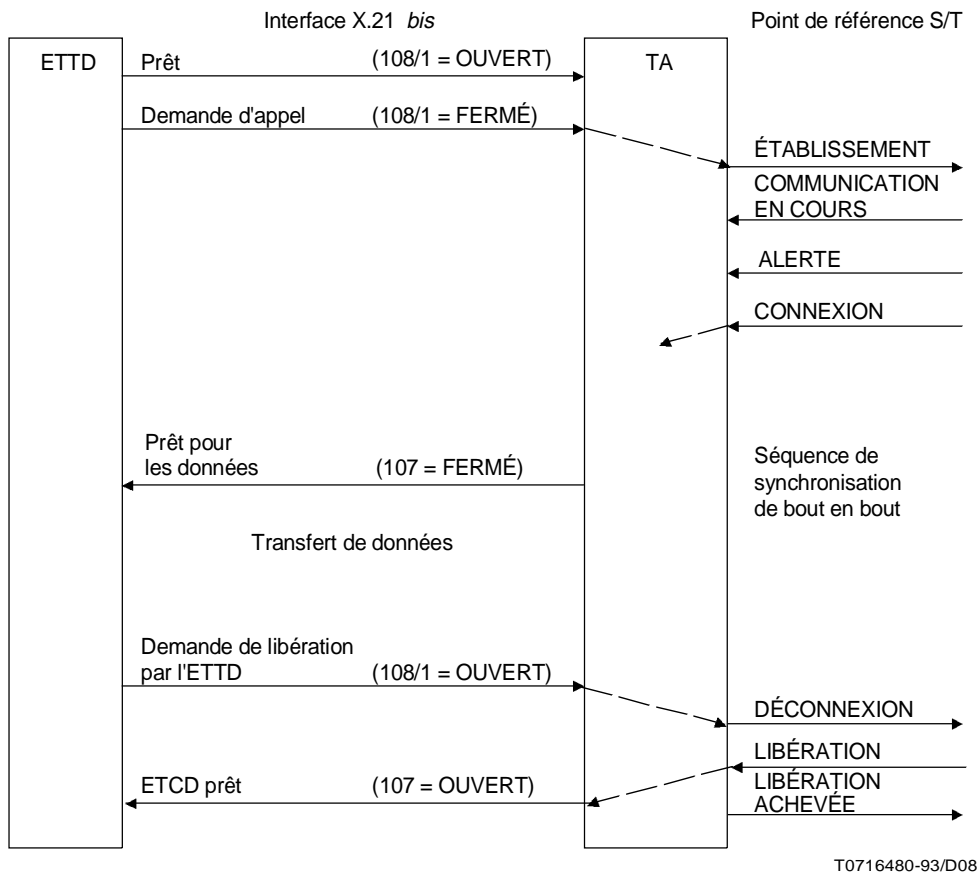 Interface X.21 bis
Point de référence S/T
ETTD
Prêt
(108/1 = OUVERT)
TA
Demande d'appel
(108/1 = FERMÉ)
ÉTABLISSEMENT
COMMUNICATION
EN COURS
ALERTE
CONNEXION
Prêt pour
les données
(107 = FERMÉ)
Séquence de
synchronisation
de bout en bout
Transfert de données
Demande de libération
par l'ETTD
(108/1 = OUVERT)
DÉCONNEXION
LIBÉRATION
ETCD prêt
(107 = OUVERT)
LIBÉRATION
ACHEVÉE
T0716480-93/D08